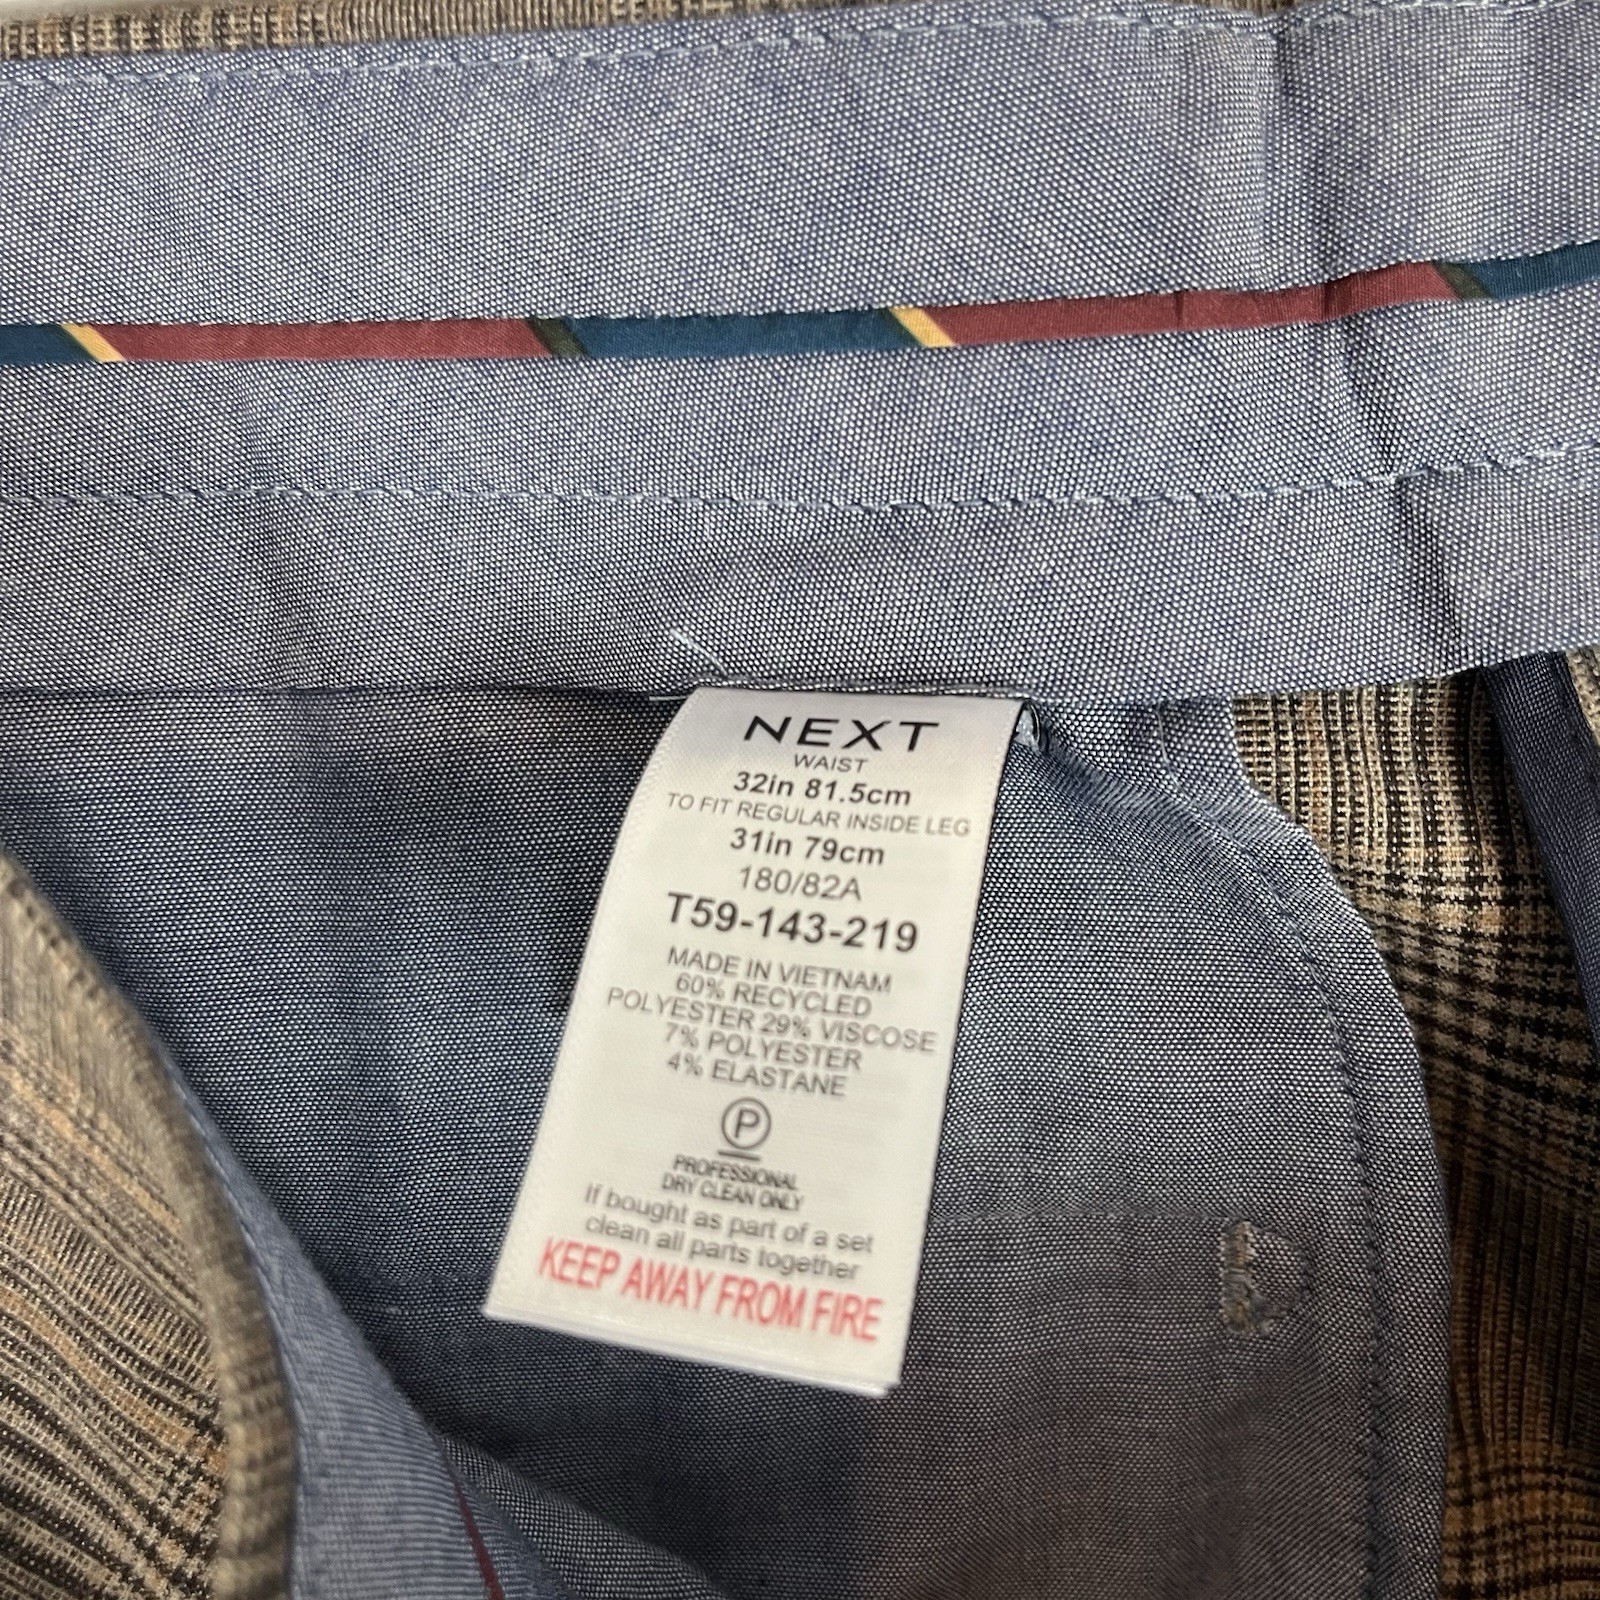 NEXT
WAIST
32in 81.5cm
TO FIT REGULAR INSIDE LEG
31in 79cm
180/82A
T59-143-219
MADE IN VIETNAM
60% RECYCLED
POLYESTER 29% VISCOSE
7% POLYESTER
4% ELASTANE
P
PROFESSIONAL
DRY CLEAN ONLY
If bought as part of a set
clean all parts together
KEEP AWAY FROM FIRE